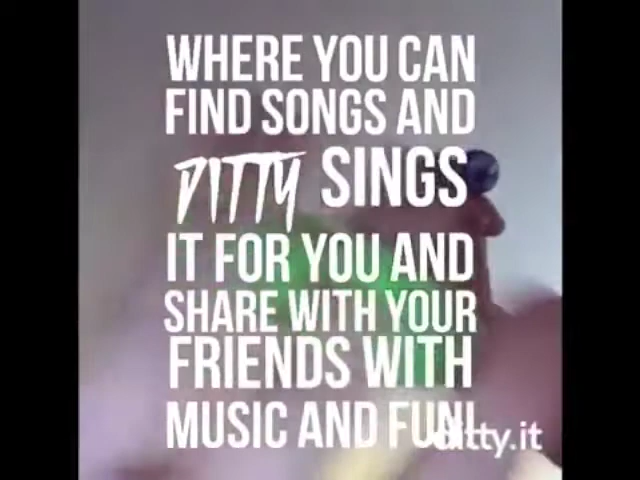 WHERE YOU CAN
FIND SONGS AND
DITTY SINGS
IT FOR YOU AND
SHARE WITH YOUR
FRIENDS WITH
MUSIC AND FUN!
ditty.it